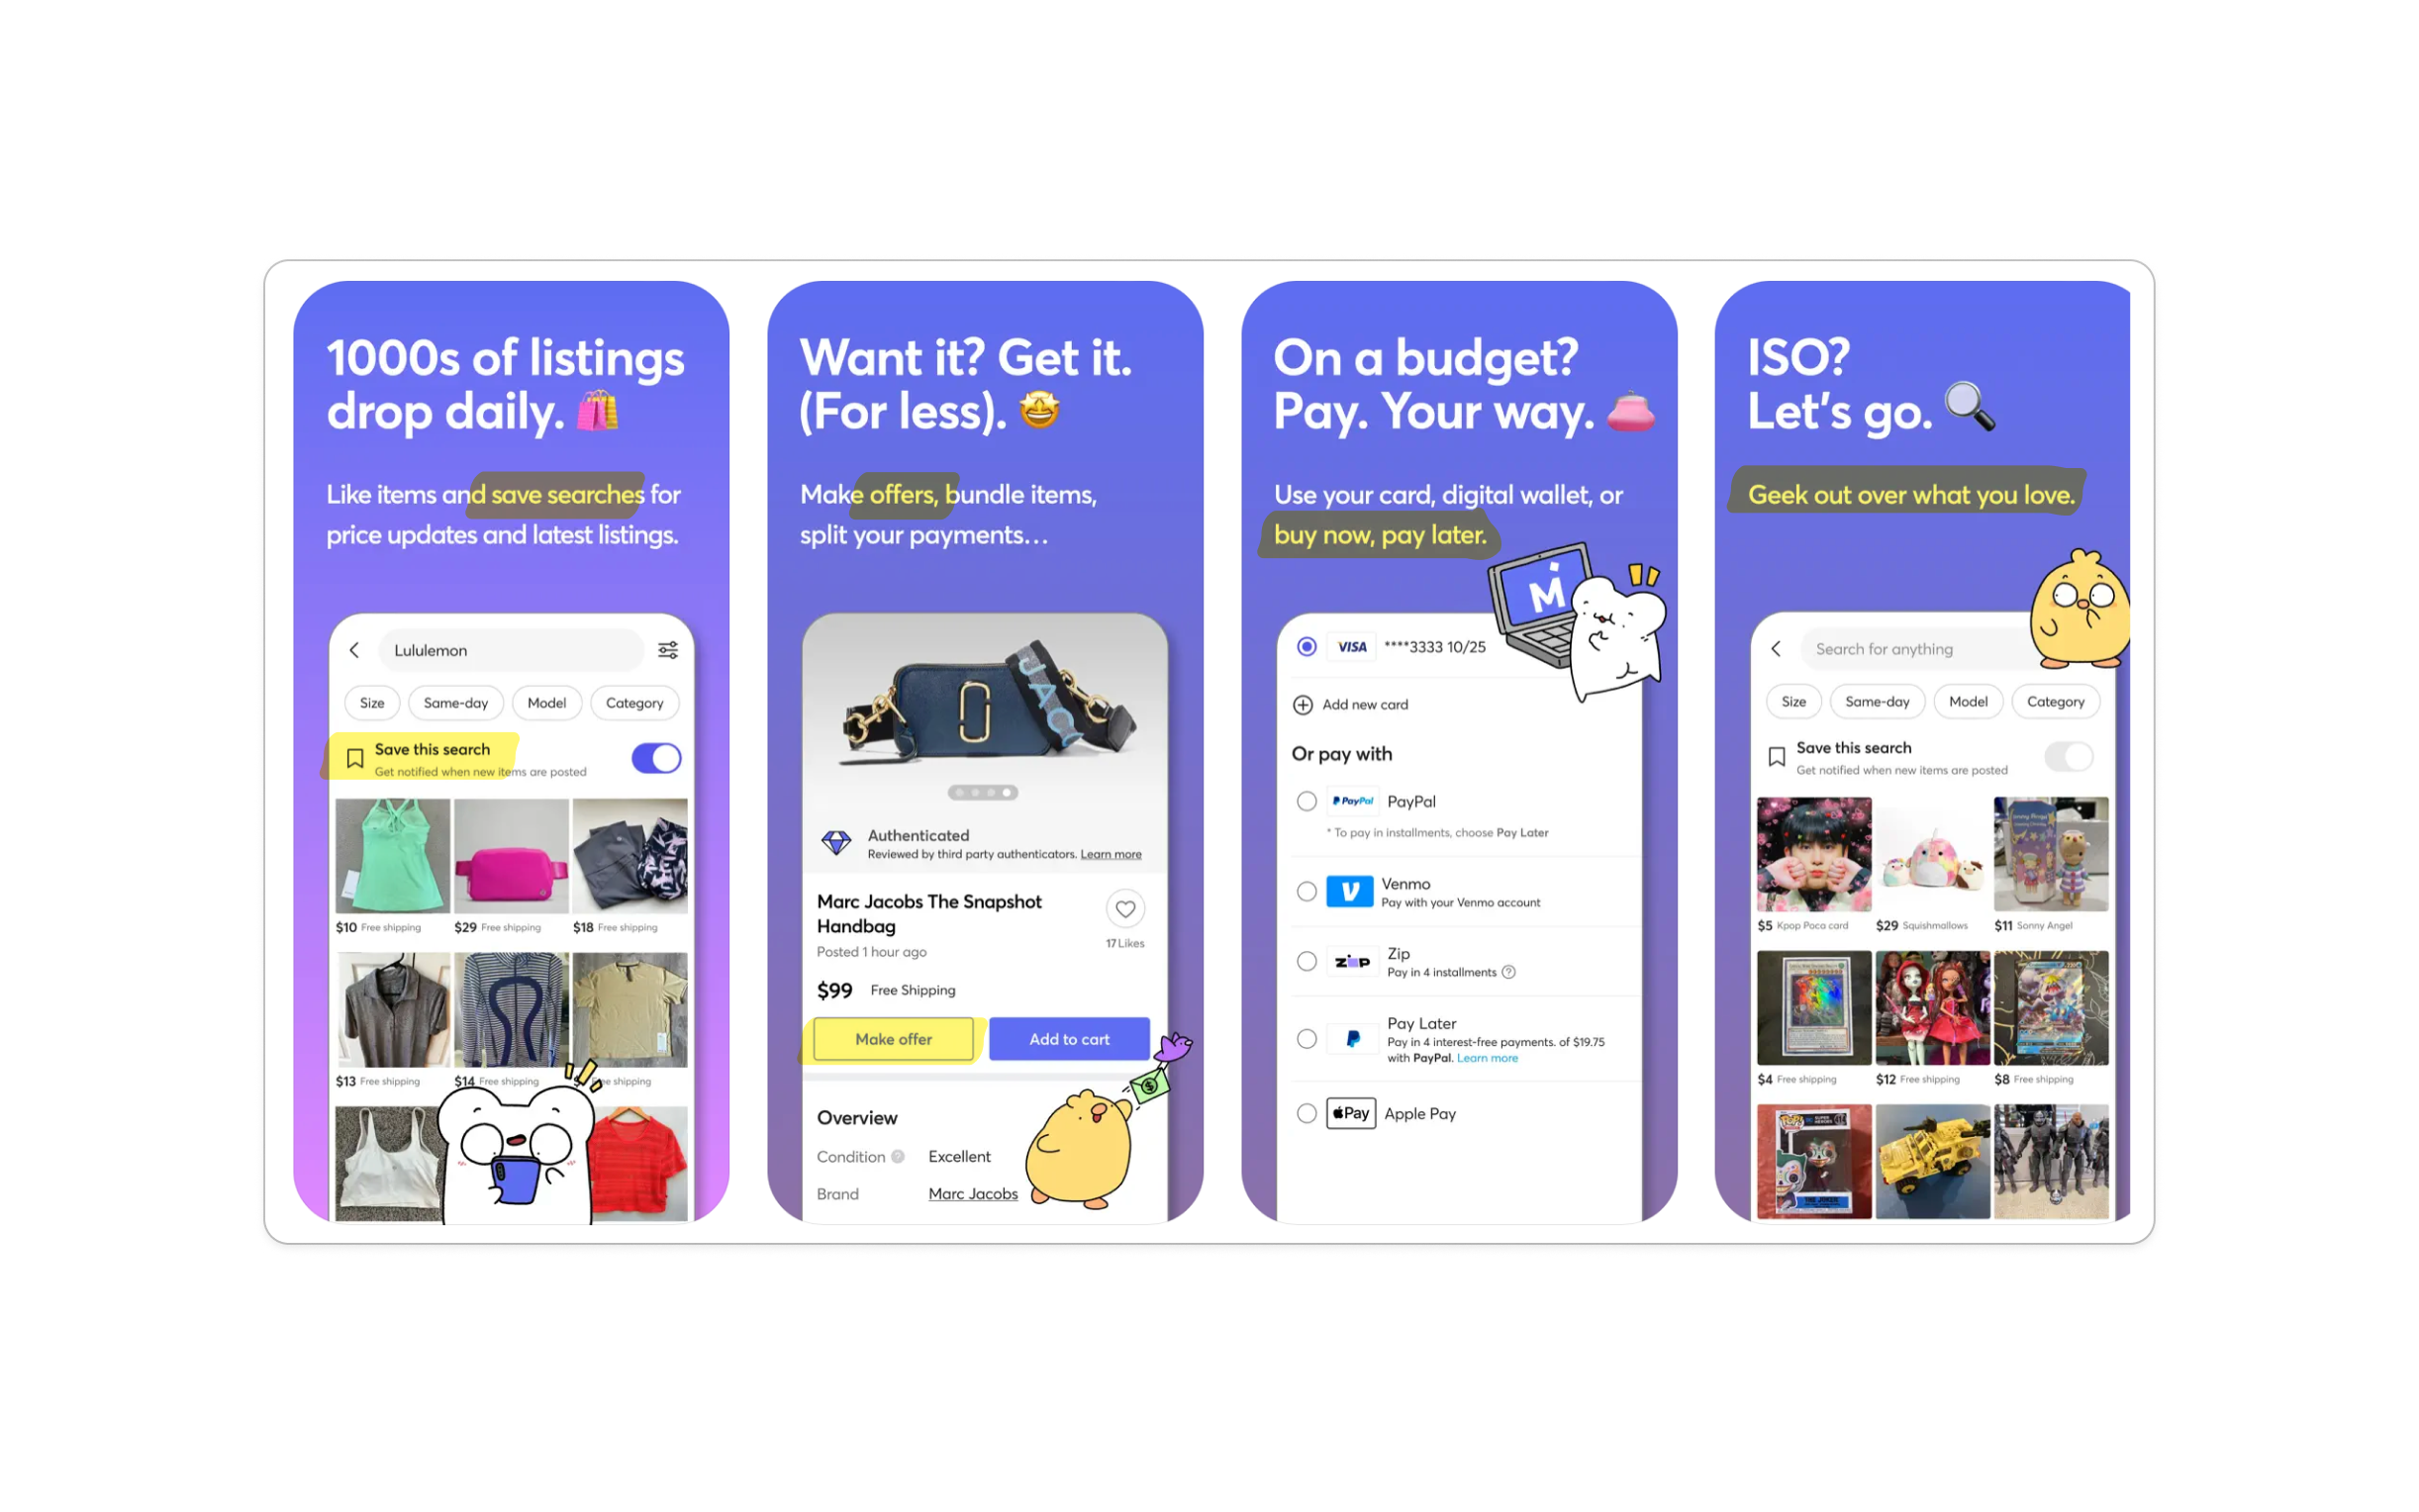 1000s of listings
drop daily.
Like items and save searches for
price updates and latest listings.
Lululemon
Size
Same-day
Model
Category
Save this search
Get notified when new items are posted
$10 Free shipping
$29 Free shipping
$18 Free shipping
$13 Free shipping
$14 Free shipping
shipping
Want it? Get it.
(For less).
Make offers, bundle items,
split your payments...
JACO
Authenticated
Reviewed by third party authenticators. Learn more
Marc Jacobs The Snapshot
Handbag
Posted 1 hour ago
17 Likes
$99 Free Shipping
Make offer
Add to cart
Overview
Condition ? Excellent
Brand Marc Jacobs
On a budget?
Pay. Your way.
Use your card, digital wallet, or
buy now, pay later.
M
VISA ****3333 10/25
Add new card
Or pay with
PayPal PayPal
* To pay in installments, choose Pay Later
Venmo
Pay with your Venmo account
ZIP Zip
Pay in 4 installments ?
Pay Later
Pay in 4 interest-free payments. of $19.75
with PayPal. Learn more
Pay Apple Pay
ISO?
Let's go.
Geek out over what you love.
Search for anything
Size
Same-day
Model
Category
Save this search
Get notified when new items are posted
$5 Kpop Poca card
$29 Squishmallows
$11 Sonny Angel
$4 Free shipping
$12 Free shipping
$8 Free shipping